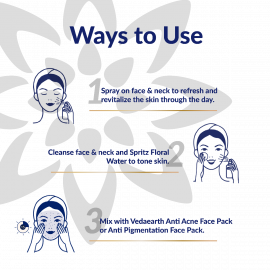 Ways to Use
1
Spray on face & neck to refresh and
revitalize the skin through the day.
Cleanse face & neck and Spritz Floral
Water to tone skin.
2
3
Mix with Vedaearth Anti Acne Face Pack
or Anti Pigmentation Face Pack.